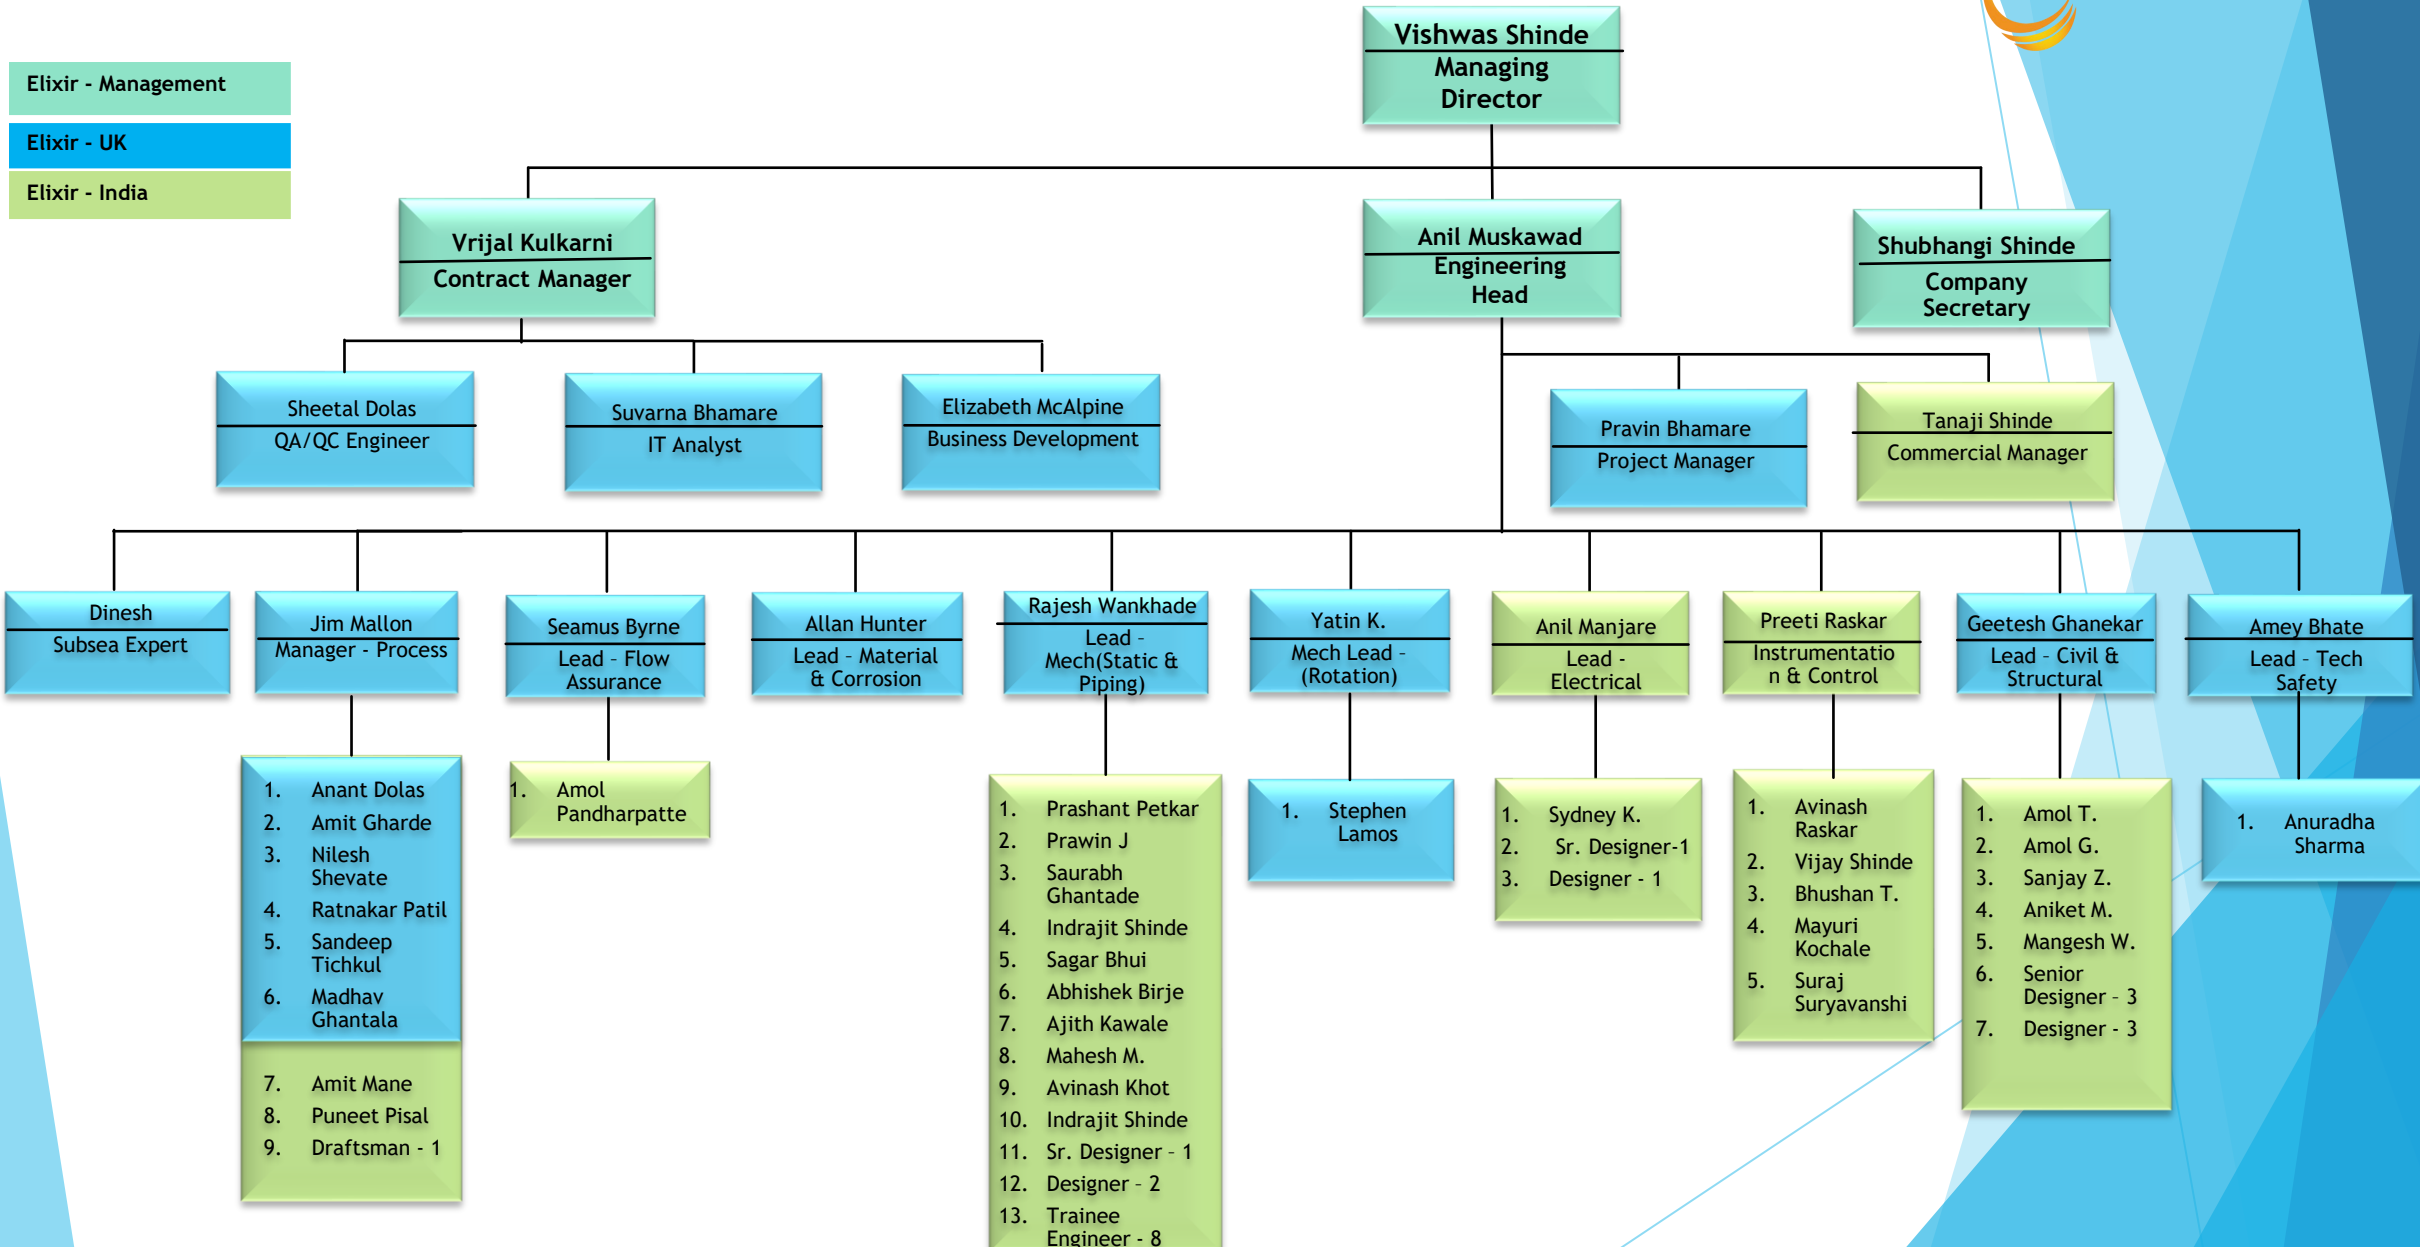 Elixir - Management
Elixir - UK
Elixir - India
Vishwas Shinde
Managing
Director
Vrijal Kulkarni
Contract Manager
Anil Muskawad
Engineering
Head
Shubhangi Shinde
Company
Secretary
Sheetal Dolas
QA/QC Engineer
Suvarna Bhamare
IT Analyst
Elizabeth McAlpine
Business Development
Pravin Bhamare
Project Manager
Tanaji Shinde
Commercial Manager
Dinesh
Subsea Expert
Jim Mallon
Manager - Process
Seamus Byrne
Lead – Flow
Assurance
Allan Hunter
Lead – Material
& Corrosion
Rajesh Wankhade
Lead –
Mech(Static &
Piping)
Yatin K.
Mech Lead –
(Rotation)
Anil Manjare
Lead -
Electrical
Preeti Raskar
Instrumentatio
n & Control
Geetesh Ghanekar
Lead – Civil &
Structural
Amey Bhate
Lead – Tech
Safety
1. Anant Dolas
2. Amit Gharde
3. Nilesh
Shevate
4. Ratnakar Patil
5. Sandeep
Tichkul
6. Madhav
Ghantala
7. Amit Mane
8. Puneet Pisal
9. Draftsman - 1
1. Amol
Pandharpatte
1. Prashant Petkar
2. Prawin J
3. Saurabh
Ghantade
4. Indrajit Shinde
5. Sagar Bhui
6. Abhishek Birje
7. Ajith Kawale
8. Mahesh M.
9. Avinash Khot
10. Indrajit Shinde
11. Sr. Designer – 1
12. Designer – 2
13. Trainee
Engineer - 8
1. Stephen
Lamos
1. Sydney K.
2. Sr. Designer-1
3. Designer - 1
1. Avinash
Raskar
2. Vijay Shinde
3. Bhushan T.
4. Mayuri
Kochale
5. Suraj
Suryavanshi
1. Amol T.
2. Amol G.
3. Sanjay Z.
4. Aniket M.
5. Mangesh W.
6. Senior
Designer – 3
7. Designer - 3
1. Anuradha
Sharma